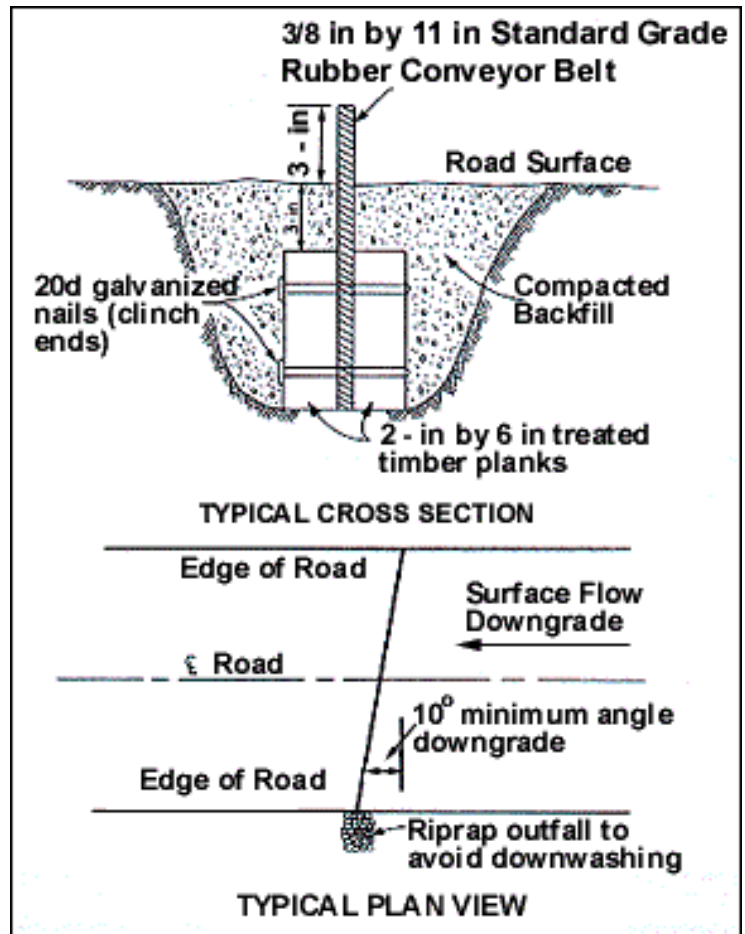 3/8 in by 11 in Standard Grade
Rubber Conveyor Belt
3 - in
Road Surface
3 in
20d galvanized
nails (clinch
ends)
Compacted
Backfill
2 - in by 6 in treated
timber planks
TYPICAL CROSS SECTION
Edge of Road
Surface Flow
Downgrade
℄ Road
10° minimum angle
downgrade
Edge of Road
Riprap outfall to
avoid downwashing
TYPICAL PLAN VIEW